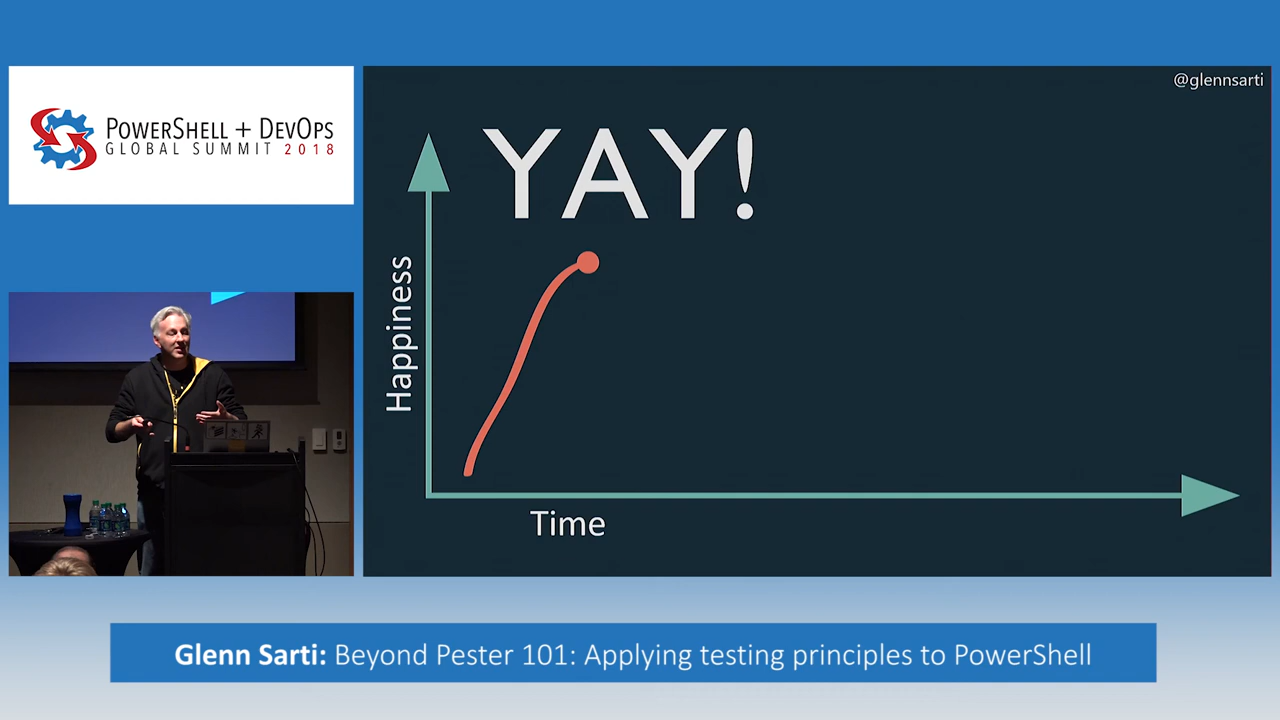 POWERSHELL + DEVOPS
GLOBAL SUMMIT 2018
@glennsarti
YAY!
Happiness
Time
Glenn Sarti: Beyond Pester 101: Applying testing principles to PowerShell